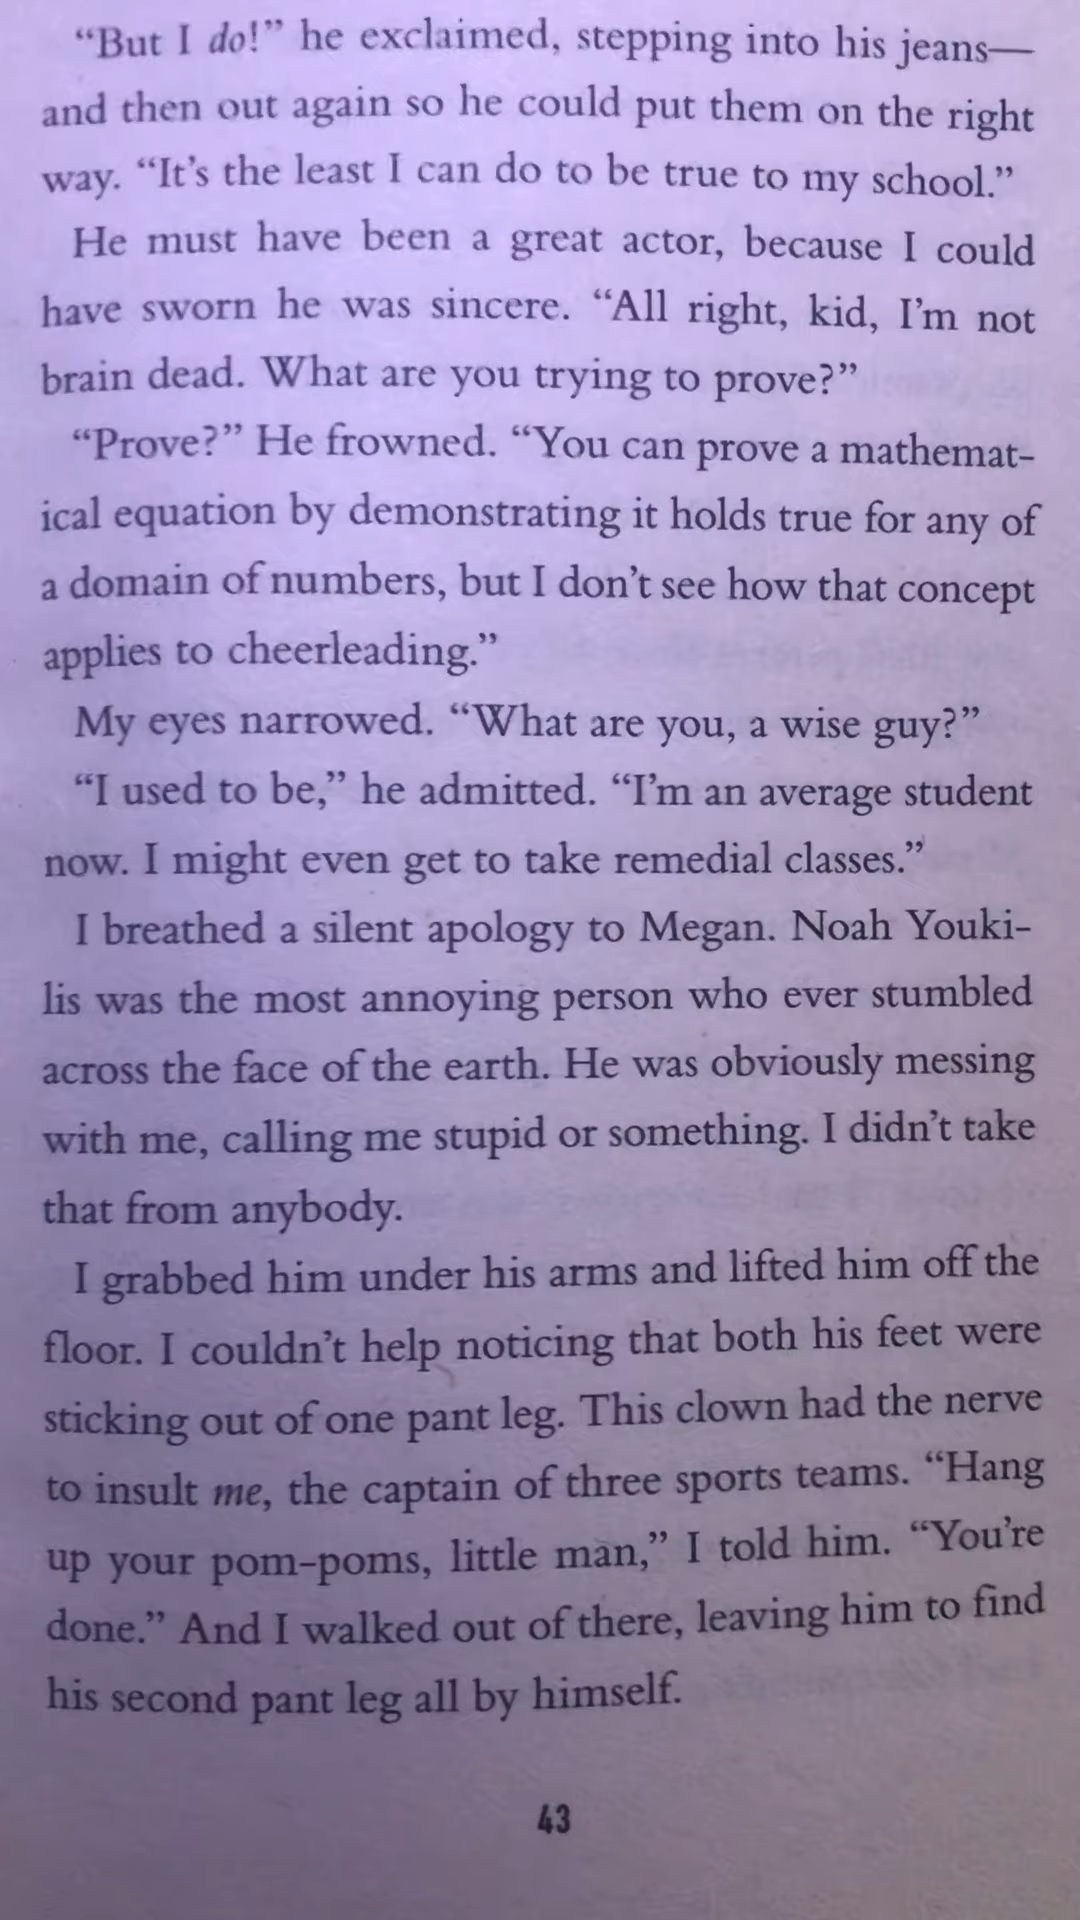 “But I do!” he exclaimed, stepping into his jeans—
and then out again so he could put them on the right
way. “It’s the least I can do to be true to my school.”
He must have been a great actor, because I could
have sworn he was sincere. “All right, kid, I’m not
brain dead. What are you trying to prove?”
“Prove?” He frowned. “You can prove a mathemat-
ical equation by demonstrating it holds true for any of
a domain of numbers, but I don’t see how that concept
applies to cheerleading.”
My eyes narrowed. “What are you, a wise guy?”
“I used to be,” he admitted. “I’m an average student
now. I might even get to take remedial classes.”
I breathed a silent apology to Megan. Noah Youki-
lis was the most annoying person who ever stumbled
across the face of the earth. He was obviously messing
with me, calling me stupid or something. I didn’t take
that from anybody.
I grabbed him under his arms and lifted him off the
floor. I couldn’t help noticing that both his feet were
sticking out of one pant leg. This clown had the nerve
to insult me, the captain of three sports teams. “Hang
up your pom-poms, little man,” I told him. “You’re
done.” And I walked out of there, leaving him to find
his second pant leg all by himself.
43